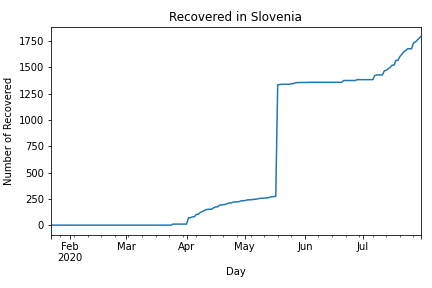 Recovered in Slovenia
Number of Recovered
1750
1500
1250
1000
750
500
250
0
Feb
2020
Mar
Apr
May
Jun
Jul
Day